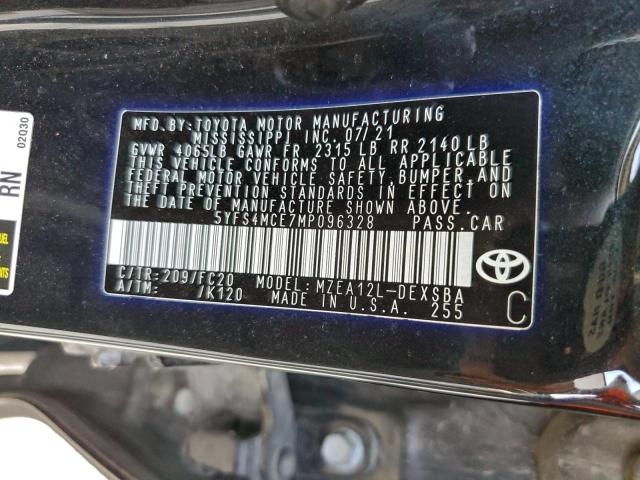 MFD. BY: TOYOTA MOTOR MANUFACTURING
MISSISSIPPI INC. 07/21
GVWR 4065LB GAWR FR 2315 LB RR 2140 LB
THIS VEHICLE CONFORMS TO ALL APPLICABLE
FEDERAL MOTOR VEHICLE SAFETY, BUMPER, AND
THEFT PREVENTION STANDARDS IN EFFECT ON
THE DATE OF MANUFACTURE SHOWN ABOVE.
5YFS4MCE7MP096328 PASS.CAR
C/TR:209/FC20 MODEL: MZEA12L-DEXSBA
A/TM: /K120 MADE IN U.S.A. 255
C
02Q30
RN